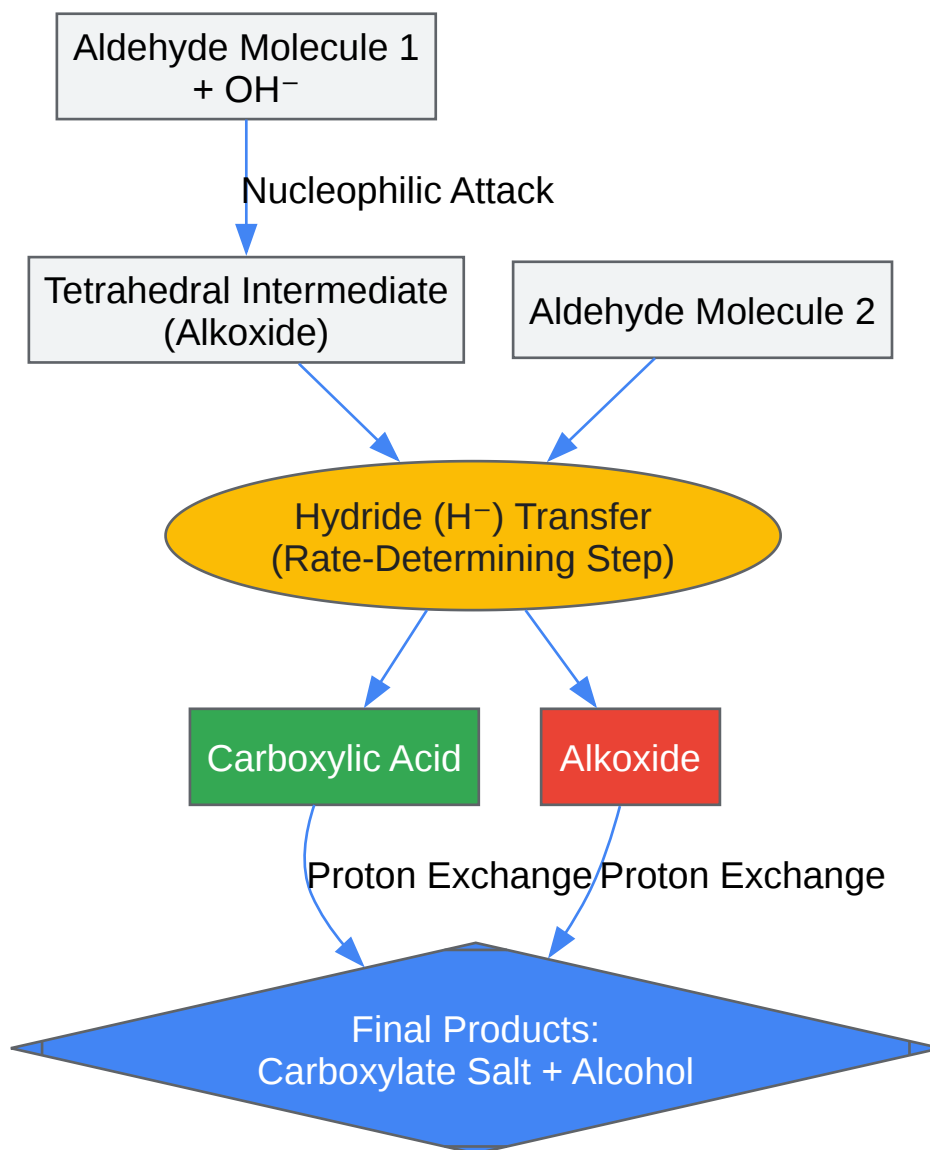 Aldehyde Molecule 1
+ OH⁻
Nucleophilic Attack
Tetrahedral Intermediate
(Alkoxide)
Aldehyde Molecule 2
Hydride (H⁻) Transfer
(Rate-Determining Step)
Carboxylic Acid
Alkoxide
Proton Exchange
Proton Exchange
Final Products:
Carboxylate Salt + Alcohol